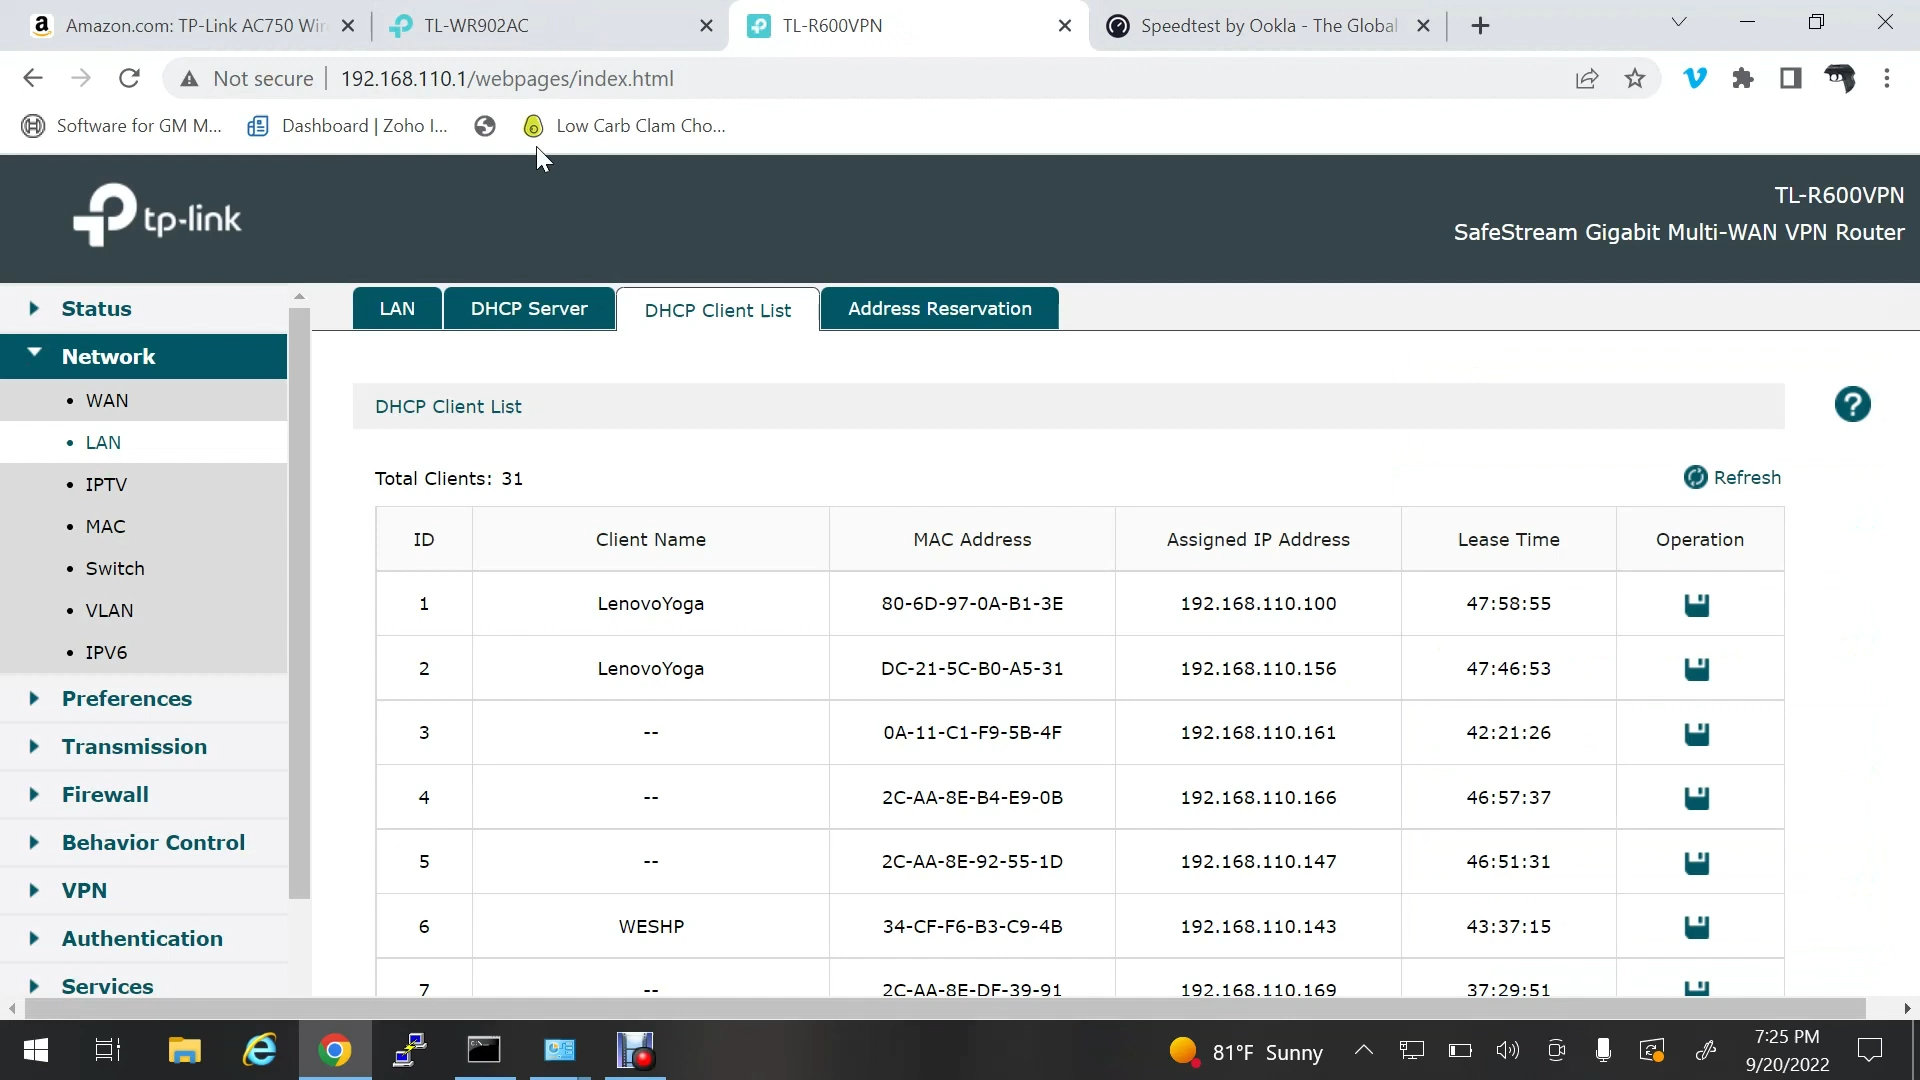 Amazon.com: TP-Link AC750 Wir
TL-WR902AC
TL-R600VPN
Speedtest by Ookla - The Global
Not secure
192.168.110.1/webpages/index.html
Software for GM M...
Dashboard | Zoho I...
Low Carb Clam Cho...
tp-link
TL-R600VPN
SafeStream Gigabit Multi-WAN VPN Router
Status
Network
WAN
LAN
IPTV
MAC
Switch
VLAN
IPV6
Preferences
Transmission
Firewall
Behavior Control
VPN
Authentication
Services
LAN
DHCP Server
DHCP Client List
Address Reservation
DHCP Client List
?
Total Clients: 31
Refresh
ID Client Name MAC Address Assigned IP Address Lease Time Operation
1 LenovoYoga 80-6D-97-0A-B1-3E 192.168.110.100 47:58:55
2 LenovoYoga DC-21-5C-B0-A5-31 192.168.110.156 47:46:53
3 -- 0A-11-C1-F9-5B-4F 192.168.110.161 42:21:26
4 -- 2C-AA-8E-B4-E9-0B 192.168.110.166 46:57:37
5 -- 2C-AA-8E-92-55-1D 192.168.110.147 46:51:31
6 WESHP 34-CF-F6-B3-C9-4B 192.168.110.143 43:37:15
7 -- 2C-AA-8E-DF-39-91 192.168.110.169 37:29:51
81°F Sunny
7:25 PM
9/20/2022